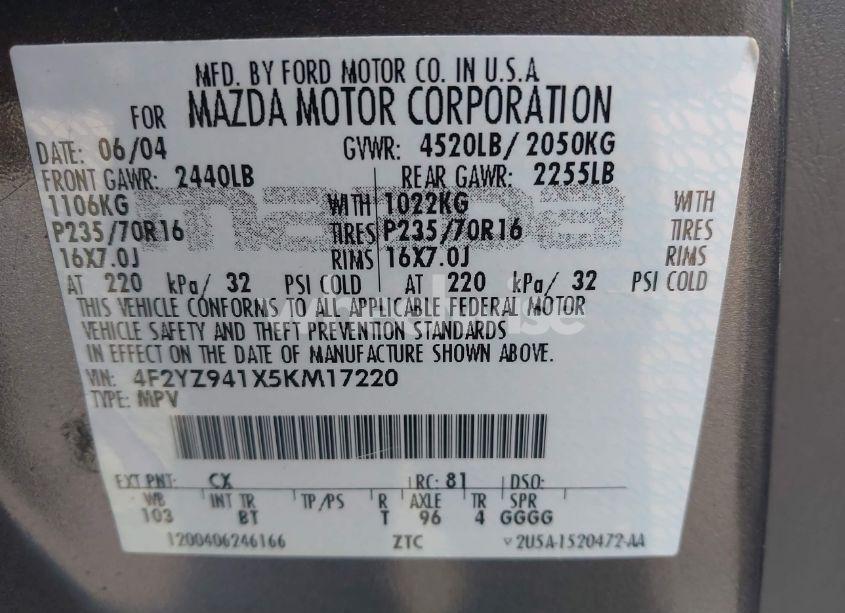 MFD. BY FORD MOTOR CO. IN U.S.A
FOR MAZDA MOTOR CORPORATION
DATE: 06/04 GVWR: 4520LB/ 2050KG
FRONT GAWR: 2440LB REAR GAWR: 2255LB
1106KG WITH 1022KG WITH
P235/70R16 TIRES P235/70R16 TIRES
16X7.0J RIMS 16X7.0J RIMS
AT 220 kPa/ 32 PSI COLD AT 220 kPa/ 32 PSI COLD
THIS VEHICLE CONFORMS TO ALL APPLICABLE FEDERAL MOTOR
VEHICLE SAFETY AND THEFT PREVENTION STANDARDS
IN EFFECT ON THE DATE OF MANUFACTURE SHOWN ABOVE.
VIN: 4F2YZ941X5KM17220
TYPE: MPV
EXT PNT: CX RC: 81 DSO:
WB INT TR TP/PS R AXLE TR SPR
103 BT T 96 4 GGGG
1200406246166 ZTC 2U5A-1520472-AA